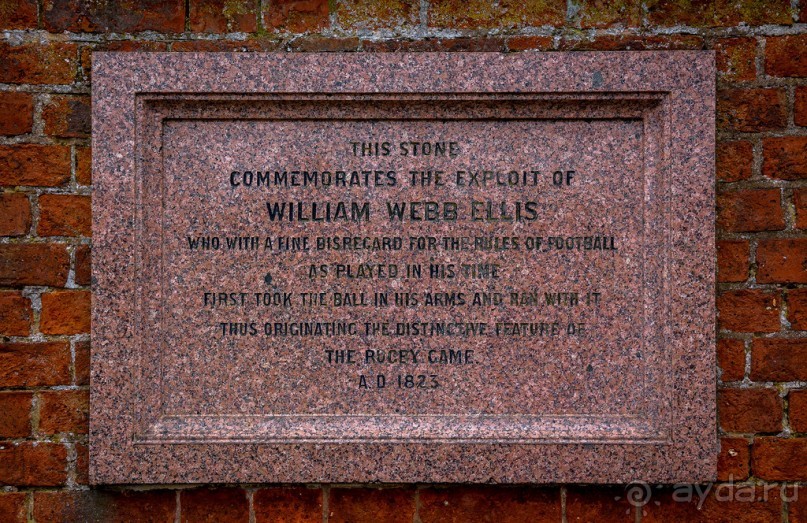 THIS STONE
COMMEMORATES THE EXPLOIT OF
WILLIAM WEBB ELLIS
WHO WITH A FINE DISREGARD FOR THE RULES OF FOOTBALL
AS PLAYED IN HIS TIME
FIRST TOOK THE BALL IN HIS ARMS AND RAN WITH IT
THUS ORIGINATING THE DISTINCTIVE FEATURE OF
THE RUGBY GAME
A.D 1823
ayda.ru